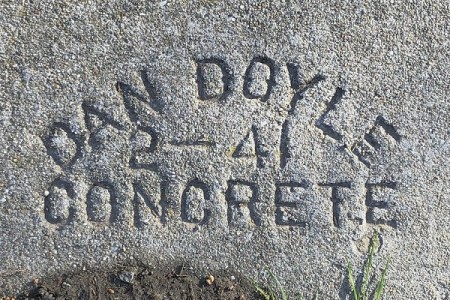 DAN DOYLE
2-41
CONCRETE